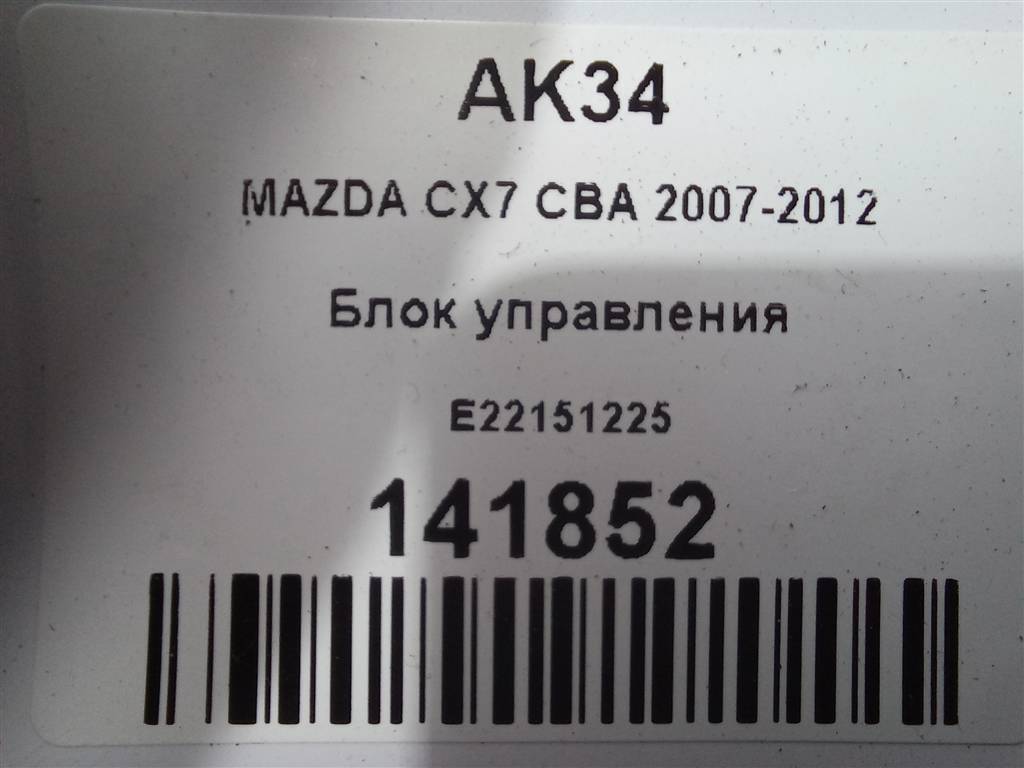 AK34
MAZDA CX7 CBA 2007-2012
Блок управления
E22151225
141852